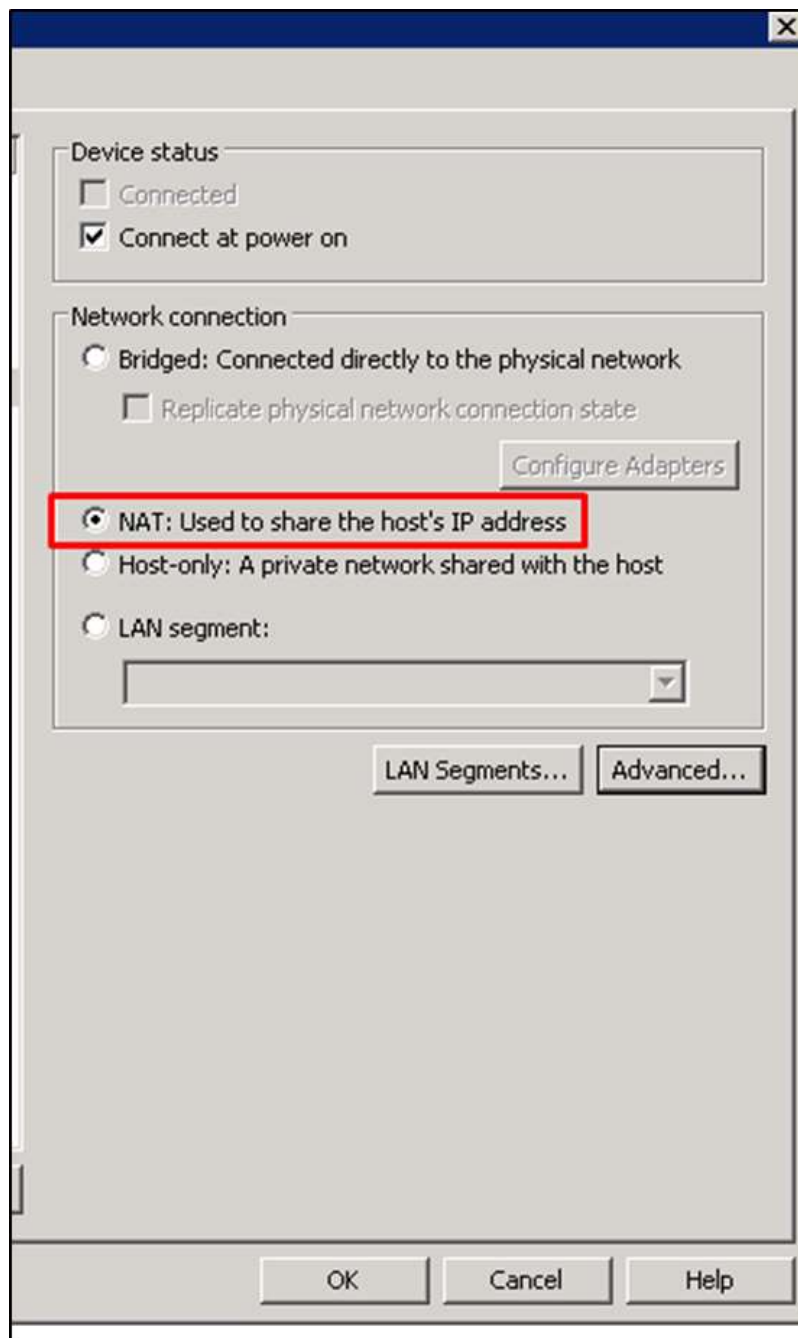 Device status
Connected
Connect at power on
Network connection
Bridged: Connected directly to the physical network
Replicate physical network connection state
Configure Adapters
NAT: Used to share the host's IP address
Host-only: A private network shared with the host
LAN segment:
LAN Segments... Advanced...
OK Cancel Help